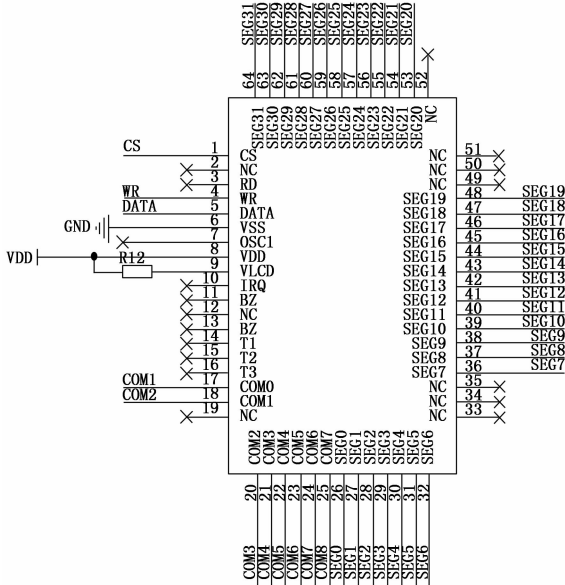 SEG31 SEG30 SEG29 SEG28 SEG27 SEG26 SEG25 SEG24 SEG23 SEG22 SEG21 SEG20
64 63 62 61 60 59 58 57 56 55 54 53 52
SEG31 SEG30 SEG29 SEG28 SEG27 SEG26 SEG25 SEG24 SEG23 SEG22 SEG21 SEG20 NC
CS 1 CS NC 51
2 NC NC 50
3 RD NC 49
WR 4 WR SEG19 48 SEG19
DATA 5 DATA SEG18 47 SEG18
GND 6 VSS SEG17 46 SEG17
7 OSC1 SEG16 45 SEG16
VDD R12 8 VDD SEG15 44 SEG15
9 VLCD SEG14 43 SEG14
10 IRQ SEG13 42 SEG13
11 BZ SEG12 41 SEG12
12 NC SEG11 40 SEG11
13 BZ SEG10 39 SEG10
14 T1 SEG9 38 SEG9
15 T2 SEG8 37 SEG8
16 T3 SEG7 36 SEG7
COM1 17 COM0 NC 35
COM2 18 COM1 NC 34
19 NC NC 33
COM2 COM3 COM4 COM5 COM6 COM7 SEG0 SEG1 SEG2 SEG3 SEG4 SEG5 SEG6
20 21 22 23 24 25 26 27 28 29 30 31 32
COM3 COM4 COM5 COM6 COM7 COM8 SEG0 SEG1 SEG2 SEG3 SEG4 SEG5 SEG6